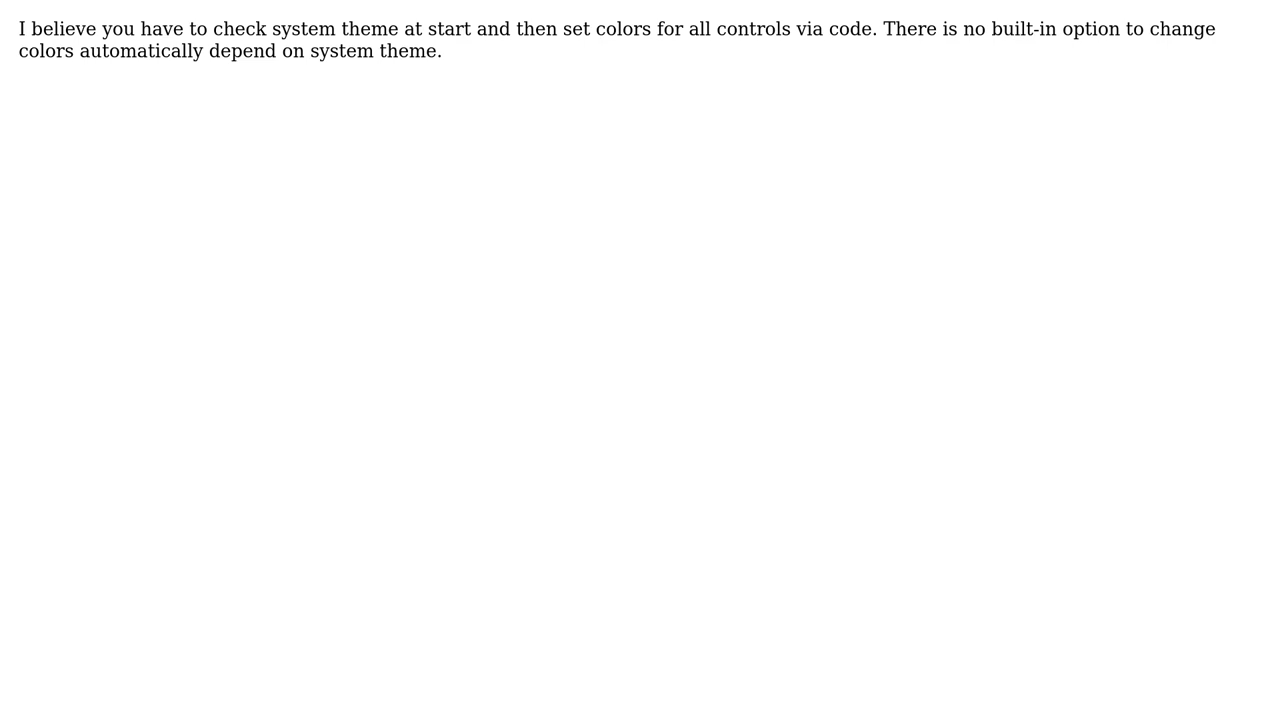 I believe you have to check system theme at start and then set colors for all controls via code. There is no built-in option to change
colors automatically depend on system theme.